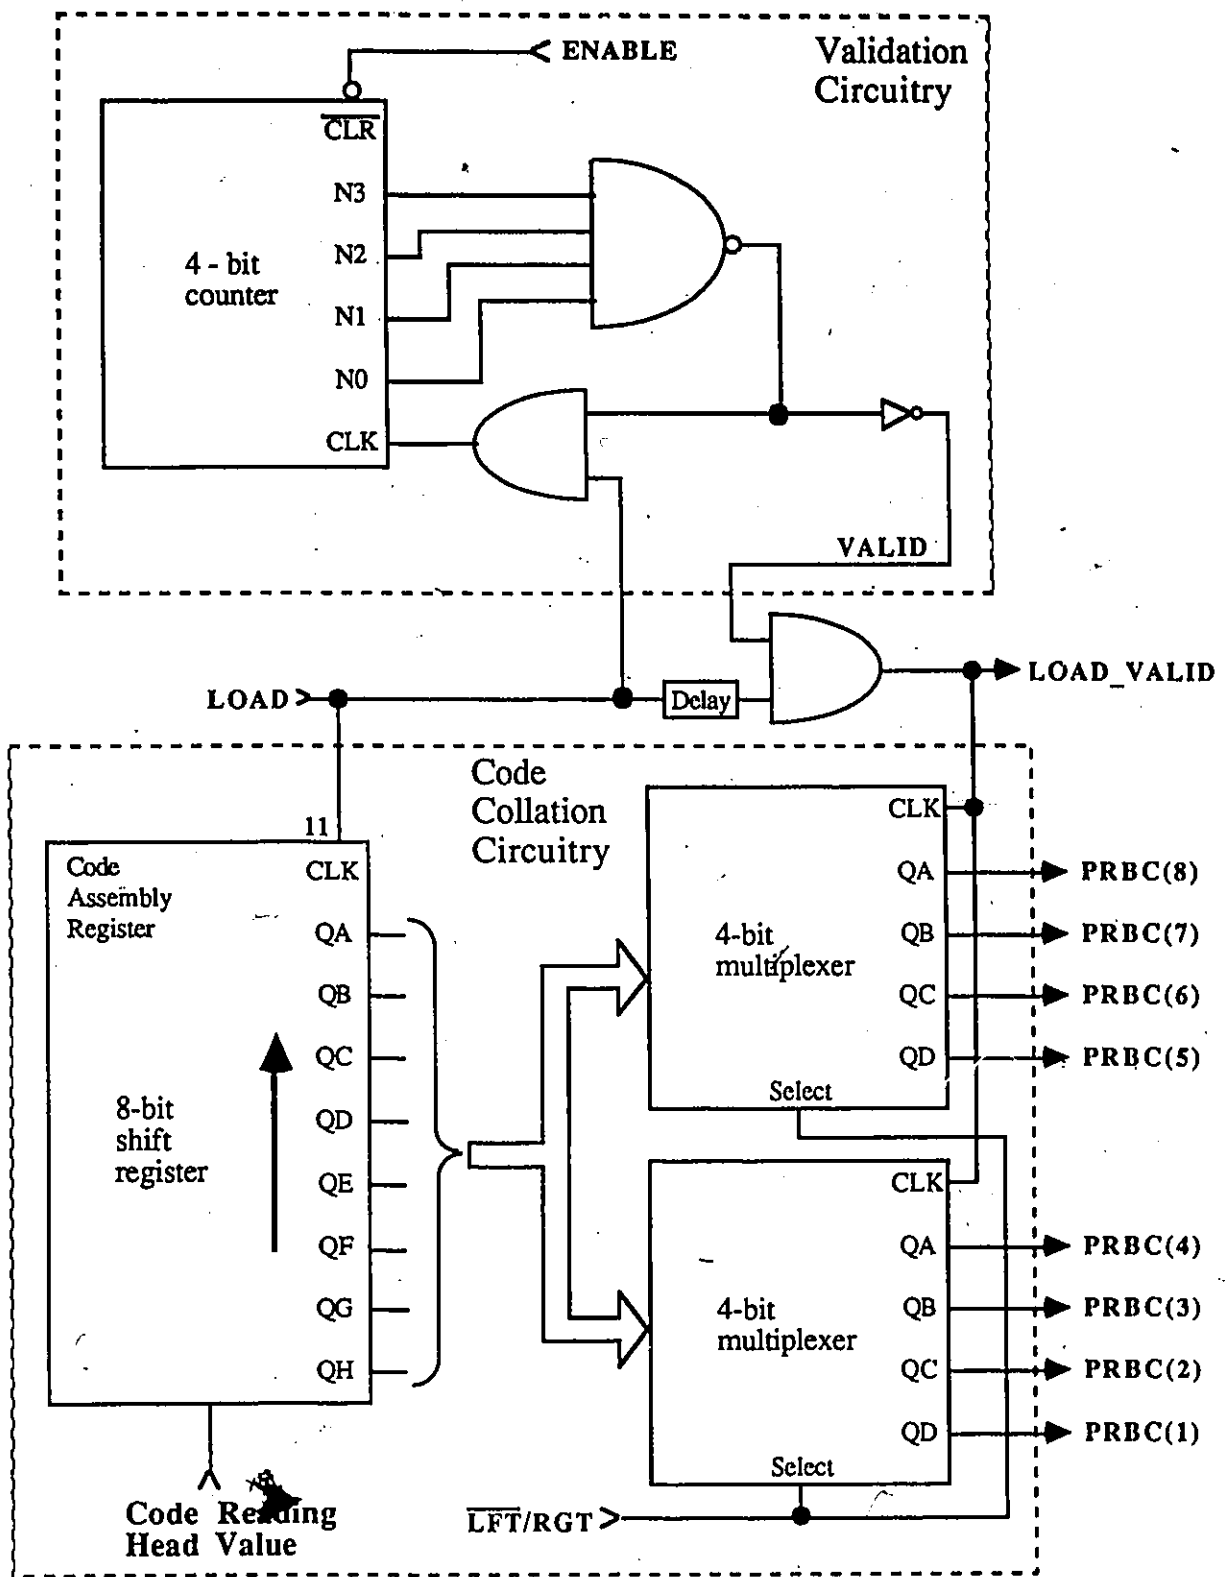 ENABLE
Validation
Circuitry
CLR
N3
N2
4 - bit
counter
N1
N0
CLK
VALID
LOAD
Delay
LOAD_VALID
Code
Collation
Circuitry
11
Code
Assembly
Register
CLK
QA
QB
QC
QD
QE
QF
QG
QH
8-bit
shift
register
CLK
QA
QB
QC
QD
4-bit
multiplexer
Select
PRBC(8)
PRBC(7)
PRBC(6)
PRBC(5)
CLK
QA
QB
QC
QD
4-bit
multiplexer
Select
PRBC(4)
PRBC(3)
PRBC(2)
PRBC(1)
Code Reading
Head Value
LFT/RGT